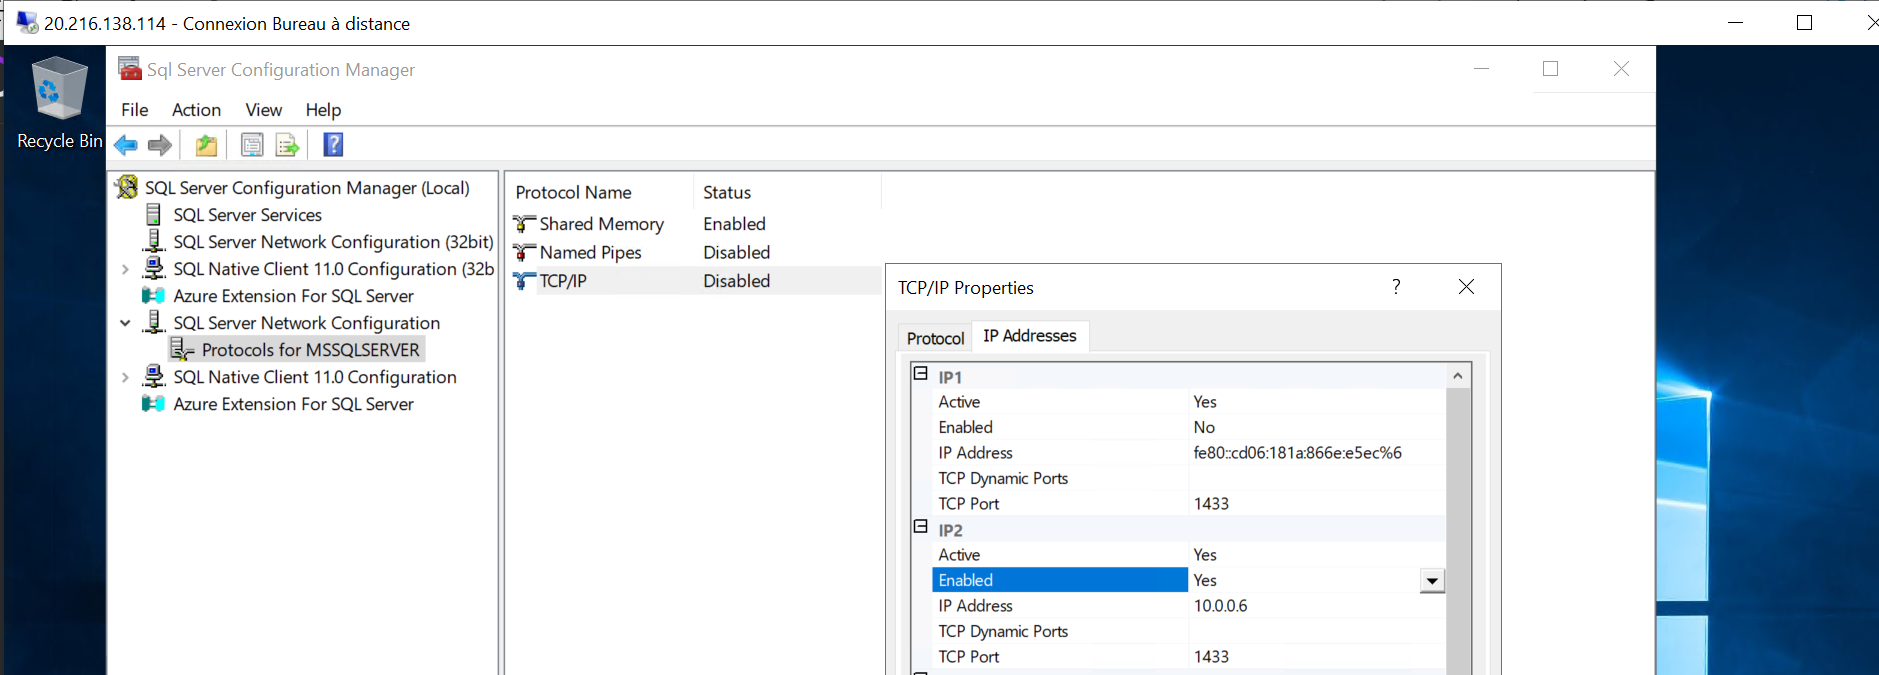 20.216.138.114 - Connexion Bureau à distance
Recycle Bin
Sql Server Configuration Manager
File Action View Help
SQL Server Configuration Manager (Local)
SQL Server Services
SQL Server Network Configuration (32bit)
SQL Native Client 11.0 Configuration (32b
Azure Extension For SQL Server
SQL Server Network Configuration
Protocols for MSSQLSERVER
SQL Native Client 11.0 Configuration
Azure Extension For SQL Server
Protocol Name Status
Shared Memory Enabled
Named Pipes Disabled
TCP/IP Disabled
TCP/IP Properties
Protocol IP Addresses
IP1
Active Yes
Enabled No
IP Address fe80::cd06:181a:866e:e5ec%6
TCP Dynamic Ports
TCP Port 1433
IP2
Active Yes
Enabled Yes
IP Address 10.0.0.6
TCP Dynamic Ports
TCP Port 1433